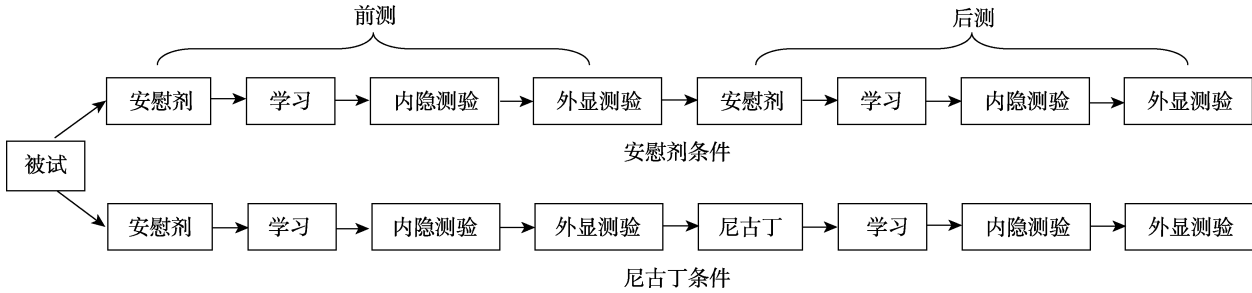 前测
后测
安慰剂 学习 内隐测验 外显测验 安慰剂 学习 内隐测验 外显测验
安慰剂条件
被试
安慰剂 学习 内隐测验 外显测验 尼古丁 学习 内隐测验 外显测验
尼古丁条件